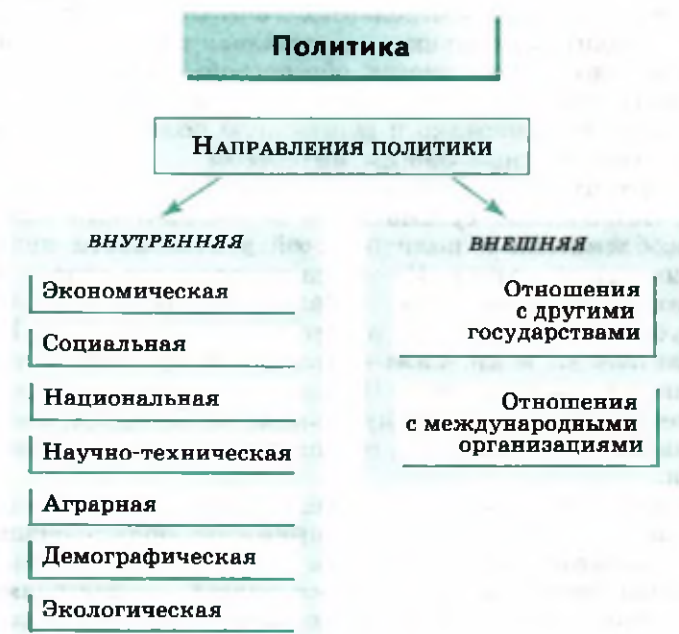 Политика
Направления политики
внутренняя
Экономическая
Социальная
Национальная
Научно-техническая
Аграрная
Демографическая
Экологическая
внешняя
Отношения
с другими
государствами
Отношения
с международными
организациями